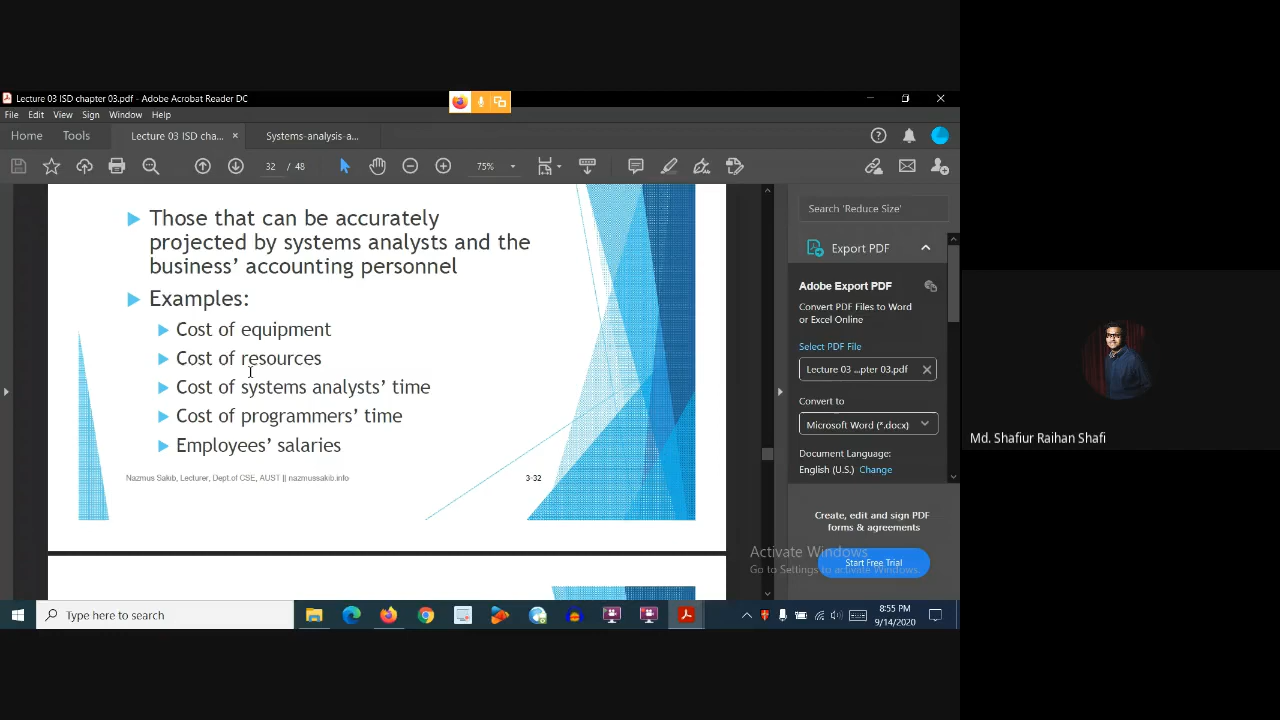 Lecture 03 ISD chapter 03.pdf - Adobe Acrobat Reader DC
File Edit View Sign Window Help
Home Tools Lecture 03 ISD cha... × Systems-analysis-a...
32 / 48 75%
Those that can be accurately
projected by systems analysts and the
business’ accounting personnel
Examples:
Cost of equipment
Cost of resources
Cost of systems analysts’ time
Cost of programmers’ time
Employees’ salaries
Nazmus Sakib, Lecturer, Dept.of CSE, AUST || nazmussakib.info 3-32
Search 'Reduce Size'
Export PDF
Adobe Export PDF
Convert PDF Files to Word
or Excel Online
Select PDF File
Lecture 03 ...pter 03.pdf
Convert to
Microsoft Word (*.docx)
Document Language:
English (U.S.) Change
Create, edit and sign PDF
forms & agreements
Start Free Trial
Activate Windows
Go to Settings to activate Windows.
Md. Shafiur Raihan Shafi
Type here to search
8:55 PM
9/14/2020